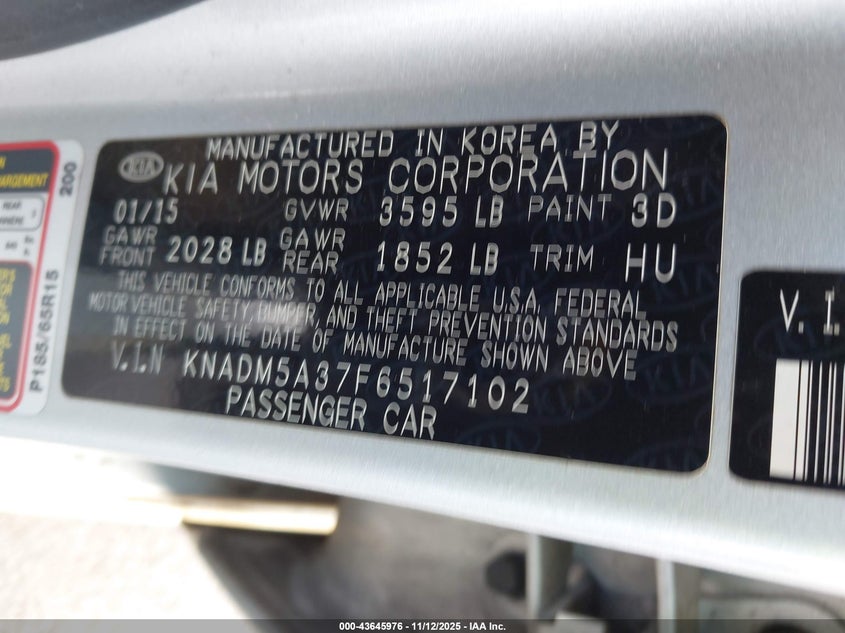 MANUFACTURED IN KOREA BY
KIA KIA MOTORS CORPORATION
01/15 GVWR 3595 LB PAINT 3D
GAWR FRONT 2028 LB GAWR REAR 1852 LB TRIM HU
THIS VEHICLE CONFORMS TO ALL APPLICABLE U.S.A. FEDERAL
MOTOR VEHICLE SAFETY, BUMPER, AND THEFT PREVENTION STANDARDS
IN EFFECT ON THE DATE OF MANUFACTURE SHOWN ABOVE
V.I.N KNADM5A37F6517102
PASSENGER CAR
200
REAR
P185/65R15
V. I.
000-43645976 - 11/12/2025 - IAA Inc.